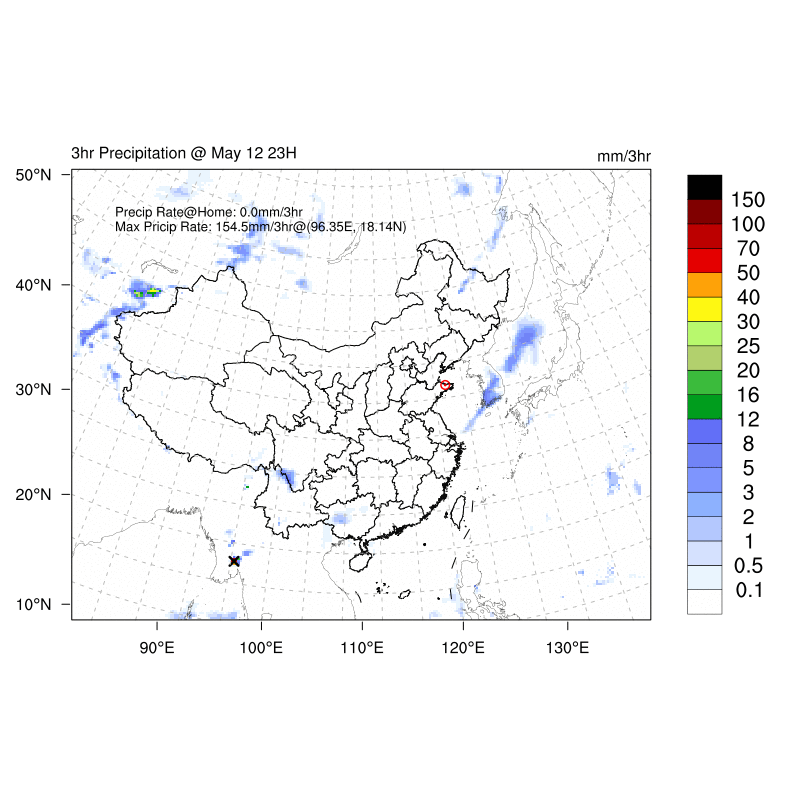 3hr Precipitation @ May 12 23H
mm/3hr
Precip Rate@Home: 0.0mm/3hr
Max Pricip Rate: 154.5mm/3hr@(96.35E, 18.14N)
50°N
40°N
30°N
20°N
10°N
90°E
100°E
110°E
120°E
130°E
150
100
70
50
40
30
25
20
16
12
8
5
3
2
1
0.5
0.1